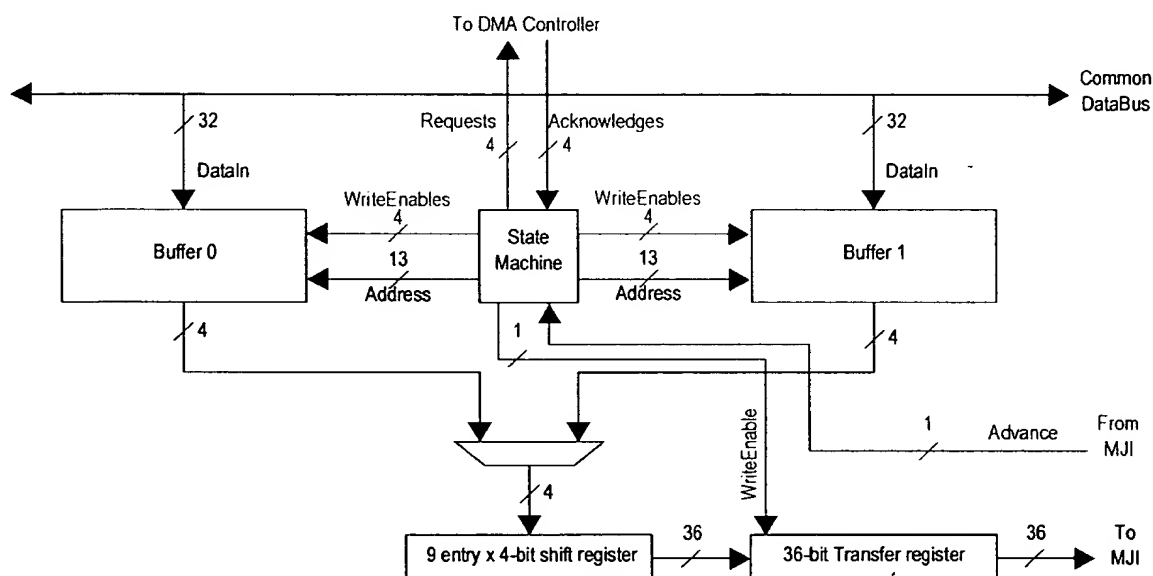 To DMA Controller
Common
DataBus
32
Requests
4
Acknowledges
4
32
DataIn
DataIn
WriteEnables
4
WriteEnables
4
Buffer 0
State
Machine
Buffer 1
13
Address
13
Address
4
1
4
WriteEnable
1
Advance
From
MJI
4
9 entry x 4-bit shift register
36
36-bit Transfer register
36
To
MJI